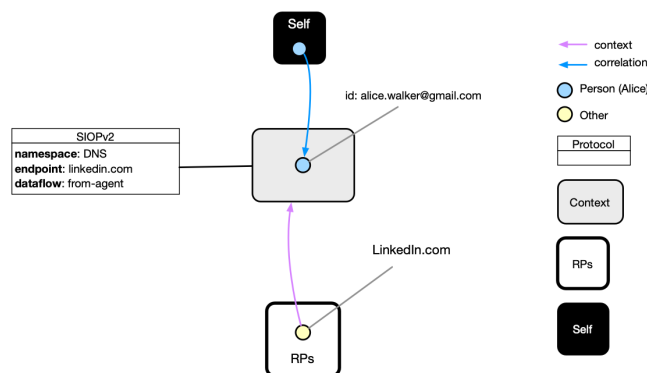 Self
id: alice.walker@gmail.com
SIOPv2
namespace: DNS
endpoint: linkedin.com
dataflow: from-agent
LinkedIn.com
RPs
context
correlation
Person (Alice)
Other
Protocol
Context
RPs
Self